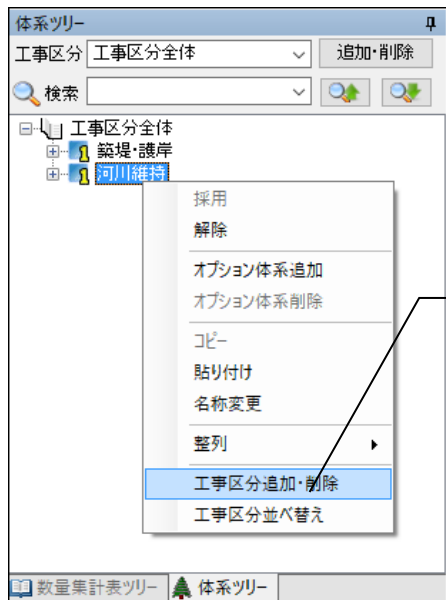 体系ツリー
工事区分 工事区分全体 追加・削除
検索
工事区分全体
築堤・護岸
河川維持
採用
解除
オプション体系追加
オプション体系削除
コピー
貼り付け
名称変更
整列
工事区分追加・削除
工事区分並べ替え
数量集計表ツリー 体系ツリー